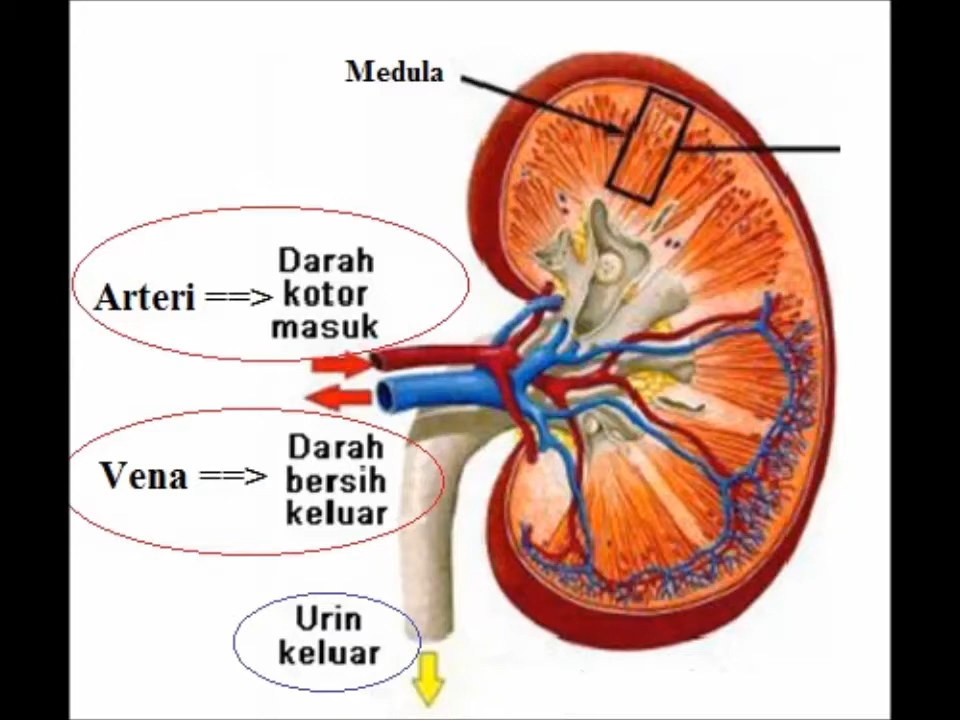 Medula
Darah
Arteri ==> kotor
masuk
Darah
Vena ==> bersih
keluar
Urin
keluar